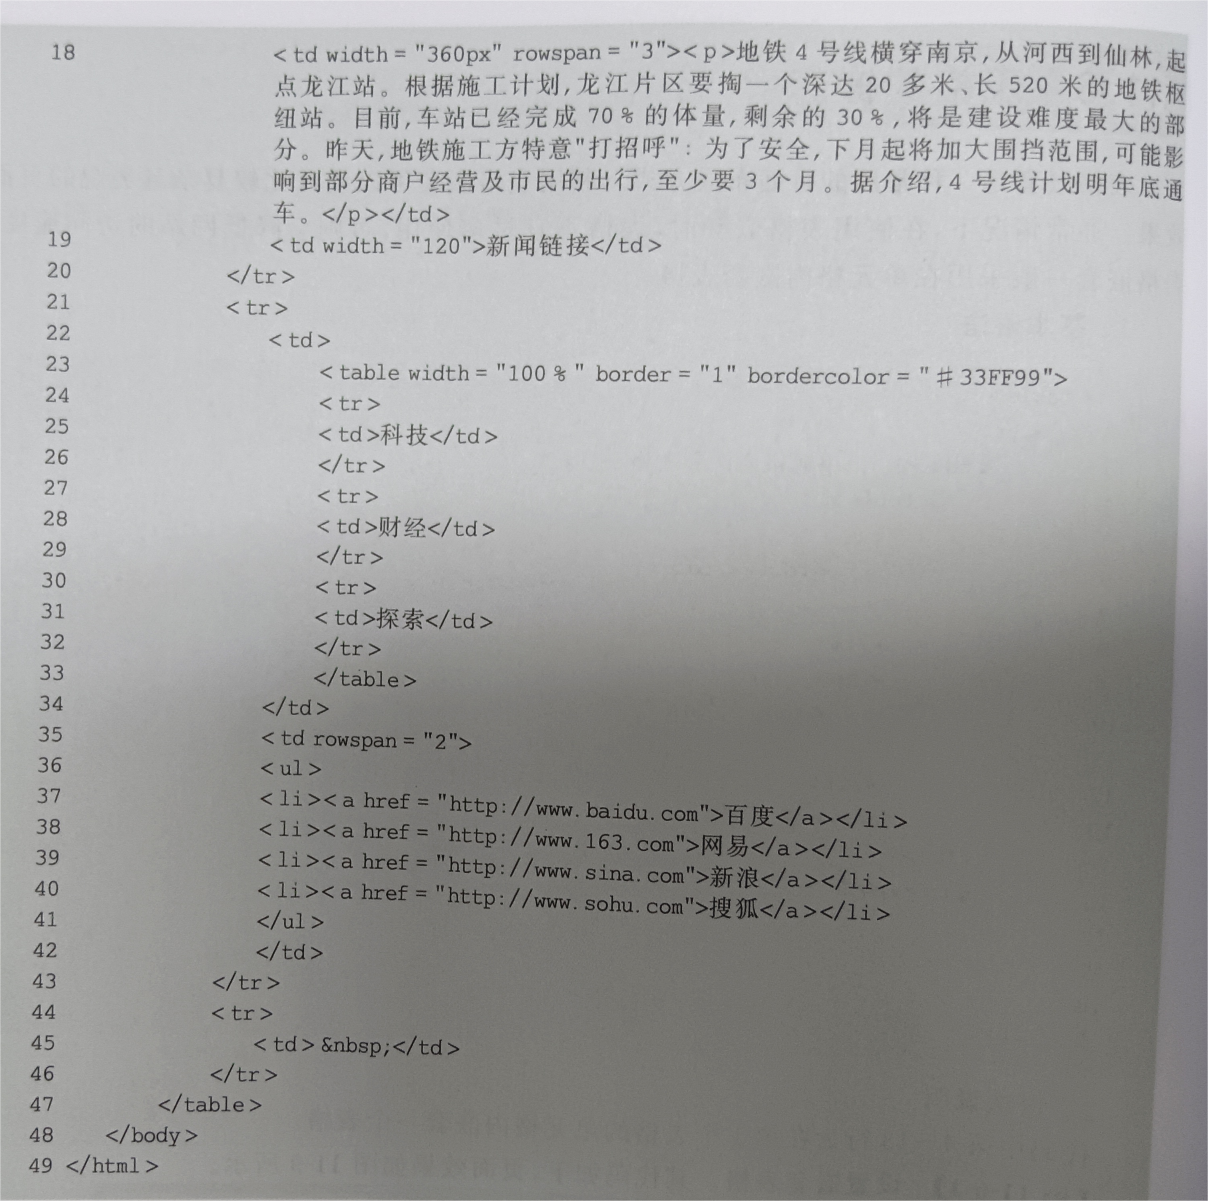 18 <td width="360px" rowspan="3"><p>地铁 4 号线横穿南京,从河西到仙林,起
点龙江站。根据施工计划,龙江片区要掏一个深达 20 多米、长 520 米的地铁枢
纽站。目前,车站已经完成 70%的体量,剩余的 30%,将是建设难度最大的部
分。昨天,地铁施工方特意"打招呼": 为了安全,下月起将加大围挡范围,可能影
响到部分商户经营及市民的出行,至少要 3 个月。据介绍,4 号线计划明年底通
车。</p></td>
19 <td width="120">新闻链接</td>
20 </tr>
21 <tr>
22 <td>
23 <table width="100%" border="1" bordercolor="#33FF99">
24 <tr>
25 <td>科技</td>
26 </tr>
27 <tr>
28 <td>财经</td>
29 </tr>
30 <tr>
31 <td>探索</td>
32 </tr>
33 </table>
34 </td>
35 <td rowspan="2">
36 <ul>
37 <li><a href="http://www.baidu.com">百度</a></li>
38 <li><a href="http://www.163.com">网易</a></li>
39 <li><a href="http://www.sina.com">新浪</a></li>
40 <li><a href="http://www.sohu.com">搜狐</a></li>
41 </ul>
42 </td>
43 </tr>
44 <tr>
45 <td>&nbsp;</td>
46 </tr>
47 </table>
48 </body>
49 </html>